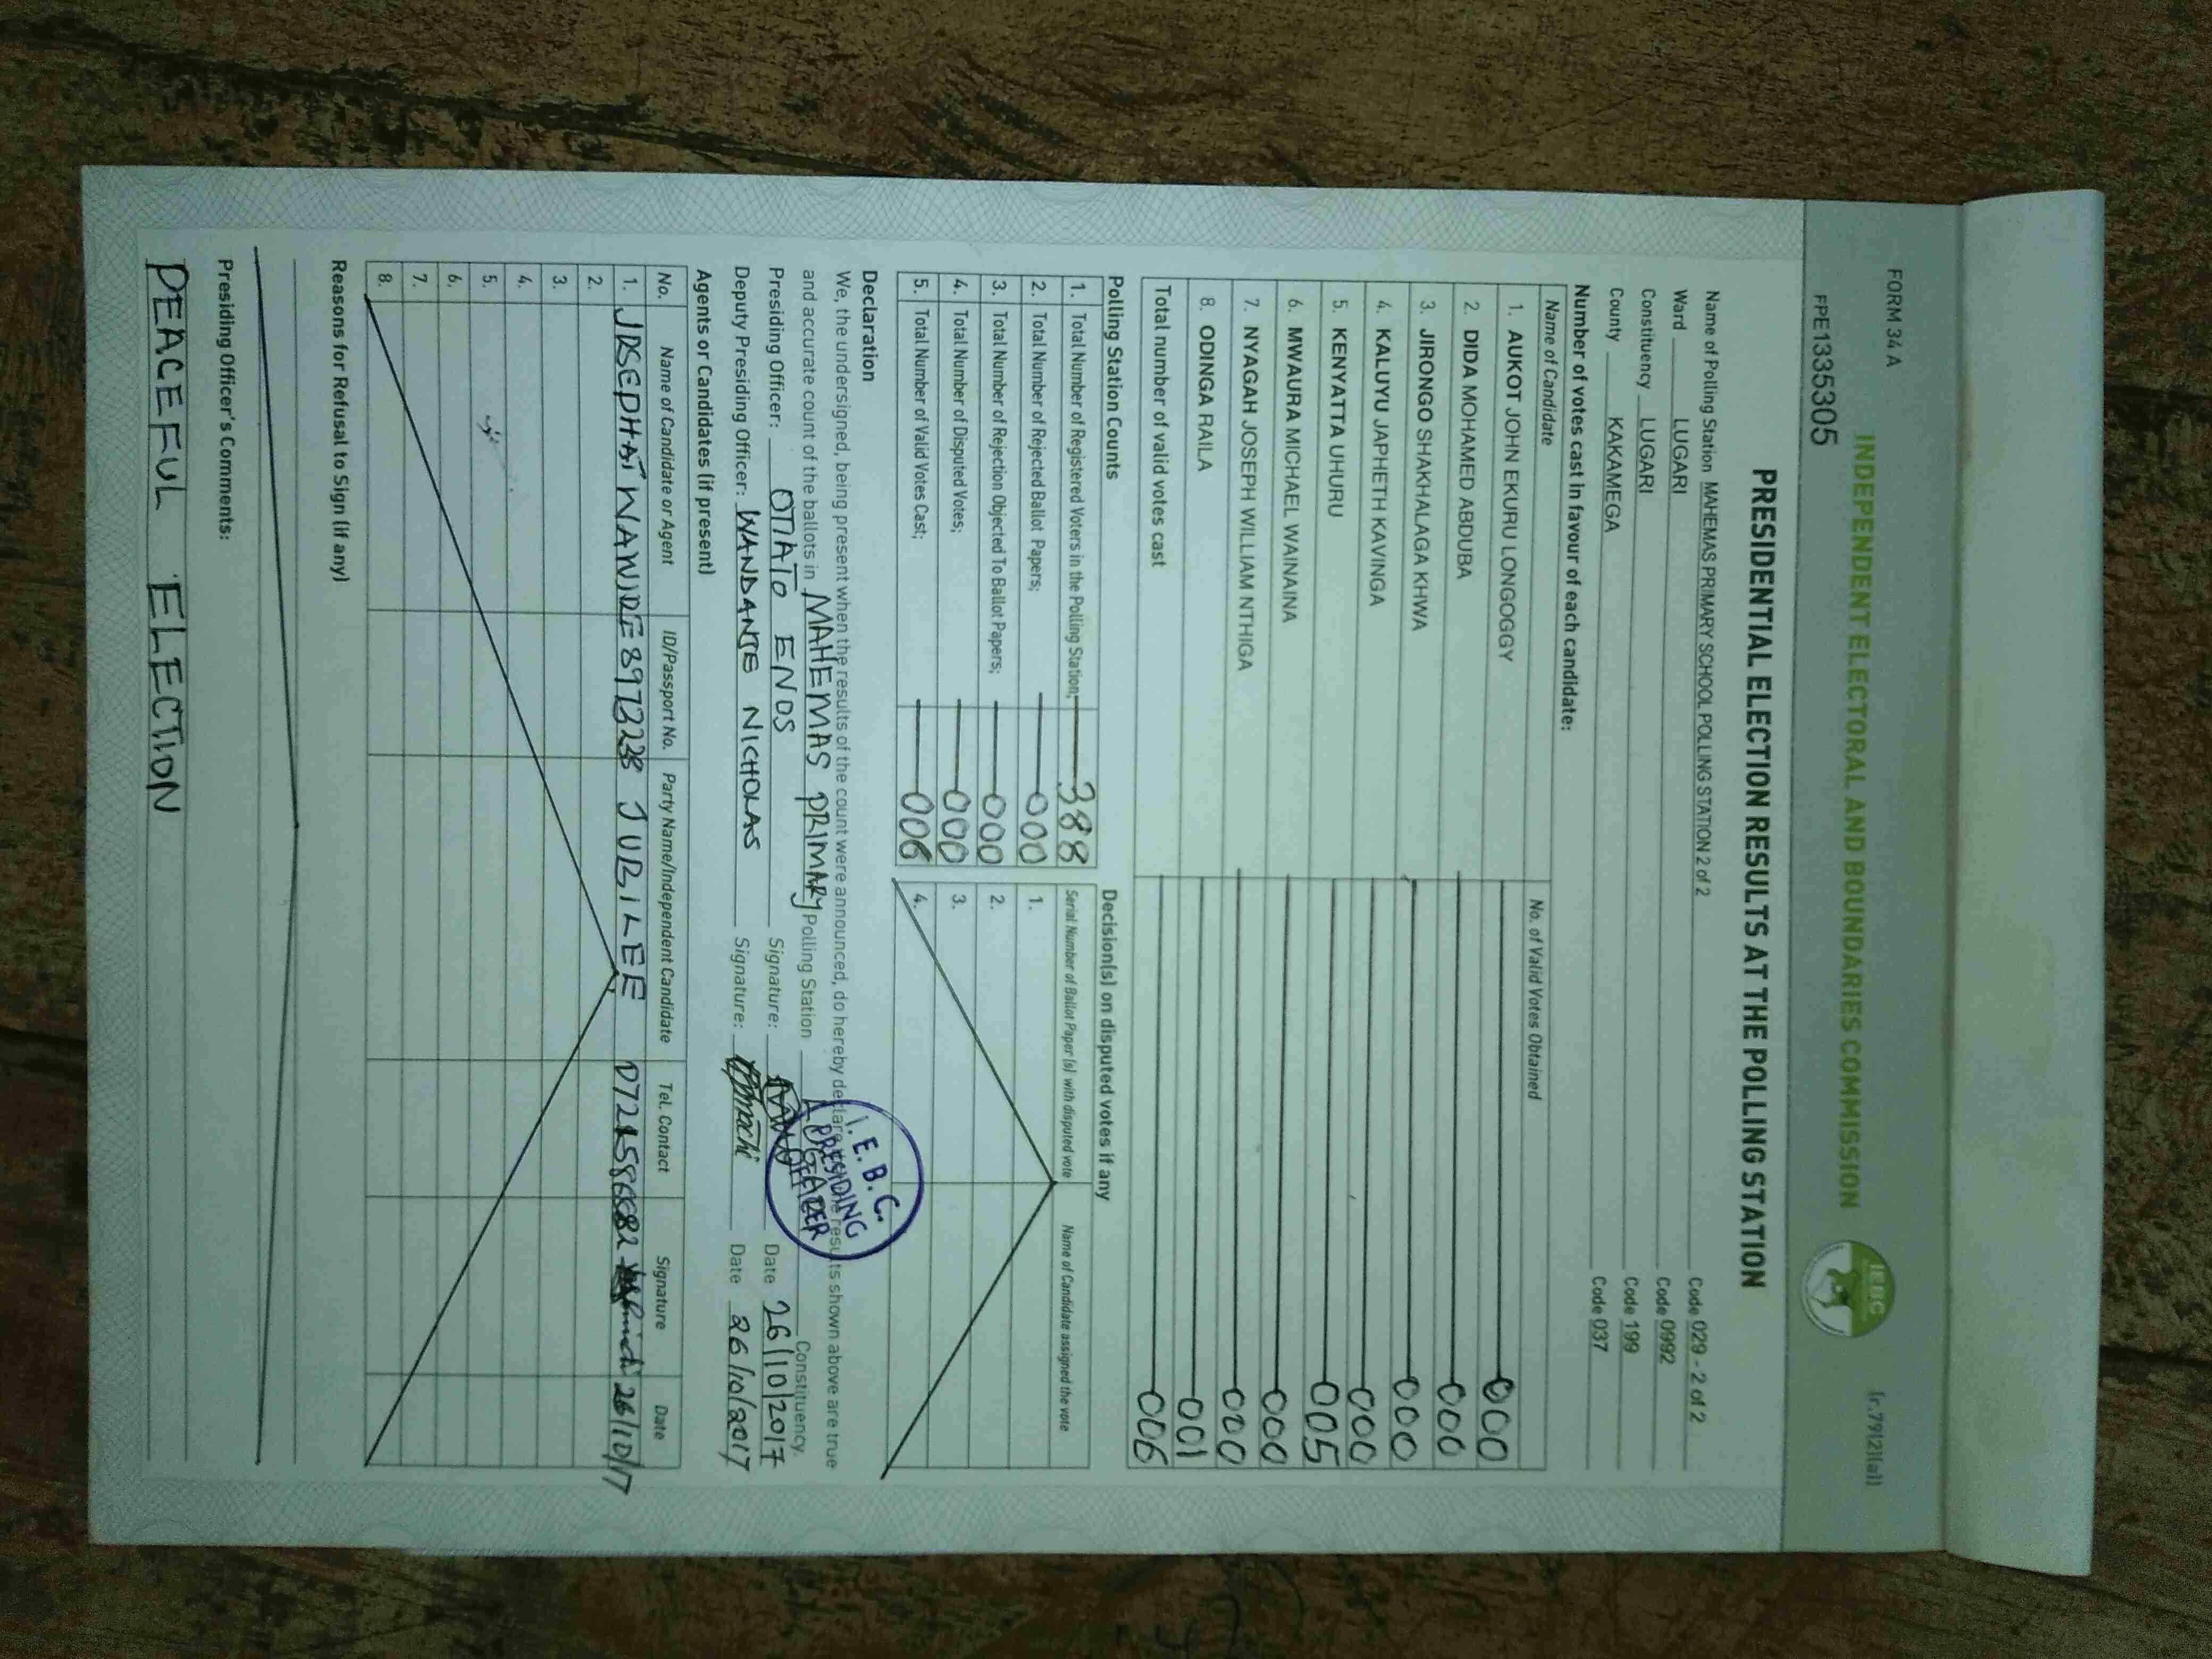 FORM 34 A
(r.79(2)(a))
INDEPENDENT ELECTORAL AND BOUNDARIES COMMISSION
IEBC
FPE1335305
PRESIDENTIAL ELECTION RESULTS AT THE POLLING STATION
Name of Polling Station MAHEMAS PRIMARY SCHOOL POLLING STATION 2 of 2 Code 029 - 2 of 2
Ward LUGARI Code 0992
Constituency LUGARI Code 199
County KAKAMEGA Code 037
Number of votes cast in favour of each candidate:
Name of Candidate No. of Valid Votes Obtained
1. AUKOT JOHN EKURU LONGOGGY 000
2. DIDA MOHAMED ABDUBA 000
3. JIRONGO SHAKHALAGA KHWA 000
4. KALUYU JAPHETH KAVINGA 000
5. KENYATTA UHURU 005
6. MWAURA MICHAEL WAINAINA 000
7. NYAGAH JOSEPH WILLIAM NTHIGA 000
8. ODINGA RAILA 001
Total number of valid votes cast 006
Polling Station Counts
1. Total Number of Registered Voters in the Polling Station; 388
2. Total Number of Rejected Ballot Papers; 000
3. Total Number of Rejection Objected To Ballot Papers; 000
4. Total Number of Disputed Votes; 000
5. Total Number of Valid Votes Cast; 006
Decision(s) on disputed votes if any
Serial Number of Ballot Paper (s) with disputed vote Name of Candidate assigned the vote
1.
2.
3.
4.
Declaration
We, the undersigned, being present when the results of the count were announced, do hereby declare that the results shown above are true
and accurate count of the ballots in MAHEMAS PRIMARY Polling Station LUGARI Constituency.
Presiding Officer: OTIATO ENOS Signature: Date 26/10/2017
Deputy Presiding Officer: WANDANJE NICHOLAS Signature: Date 26/10/2017
I. E. B. C.
PRESIDING
OFFICER
Agents or Candidates (if present)
No. Name of Candidate or Agent ID/Passport No. Party Name/Independent Candidate Tel. Contact Signature Date
1. JUBILEE 26/10/17
2.
3.
4.
5.
6.
7.
8.
Reasons for Refusal to Sign (if any)
Presiding Officer's Comments:
PEACEFUL ELECTION